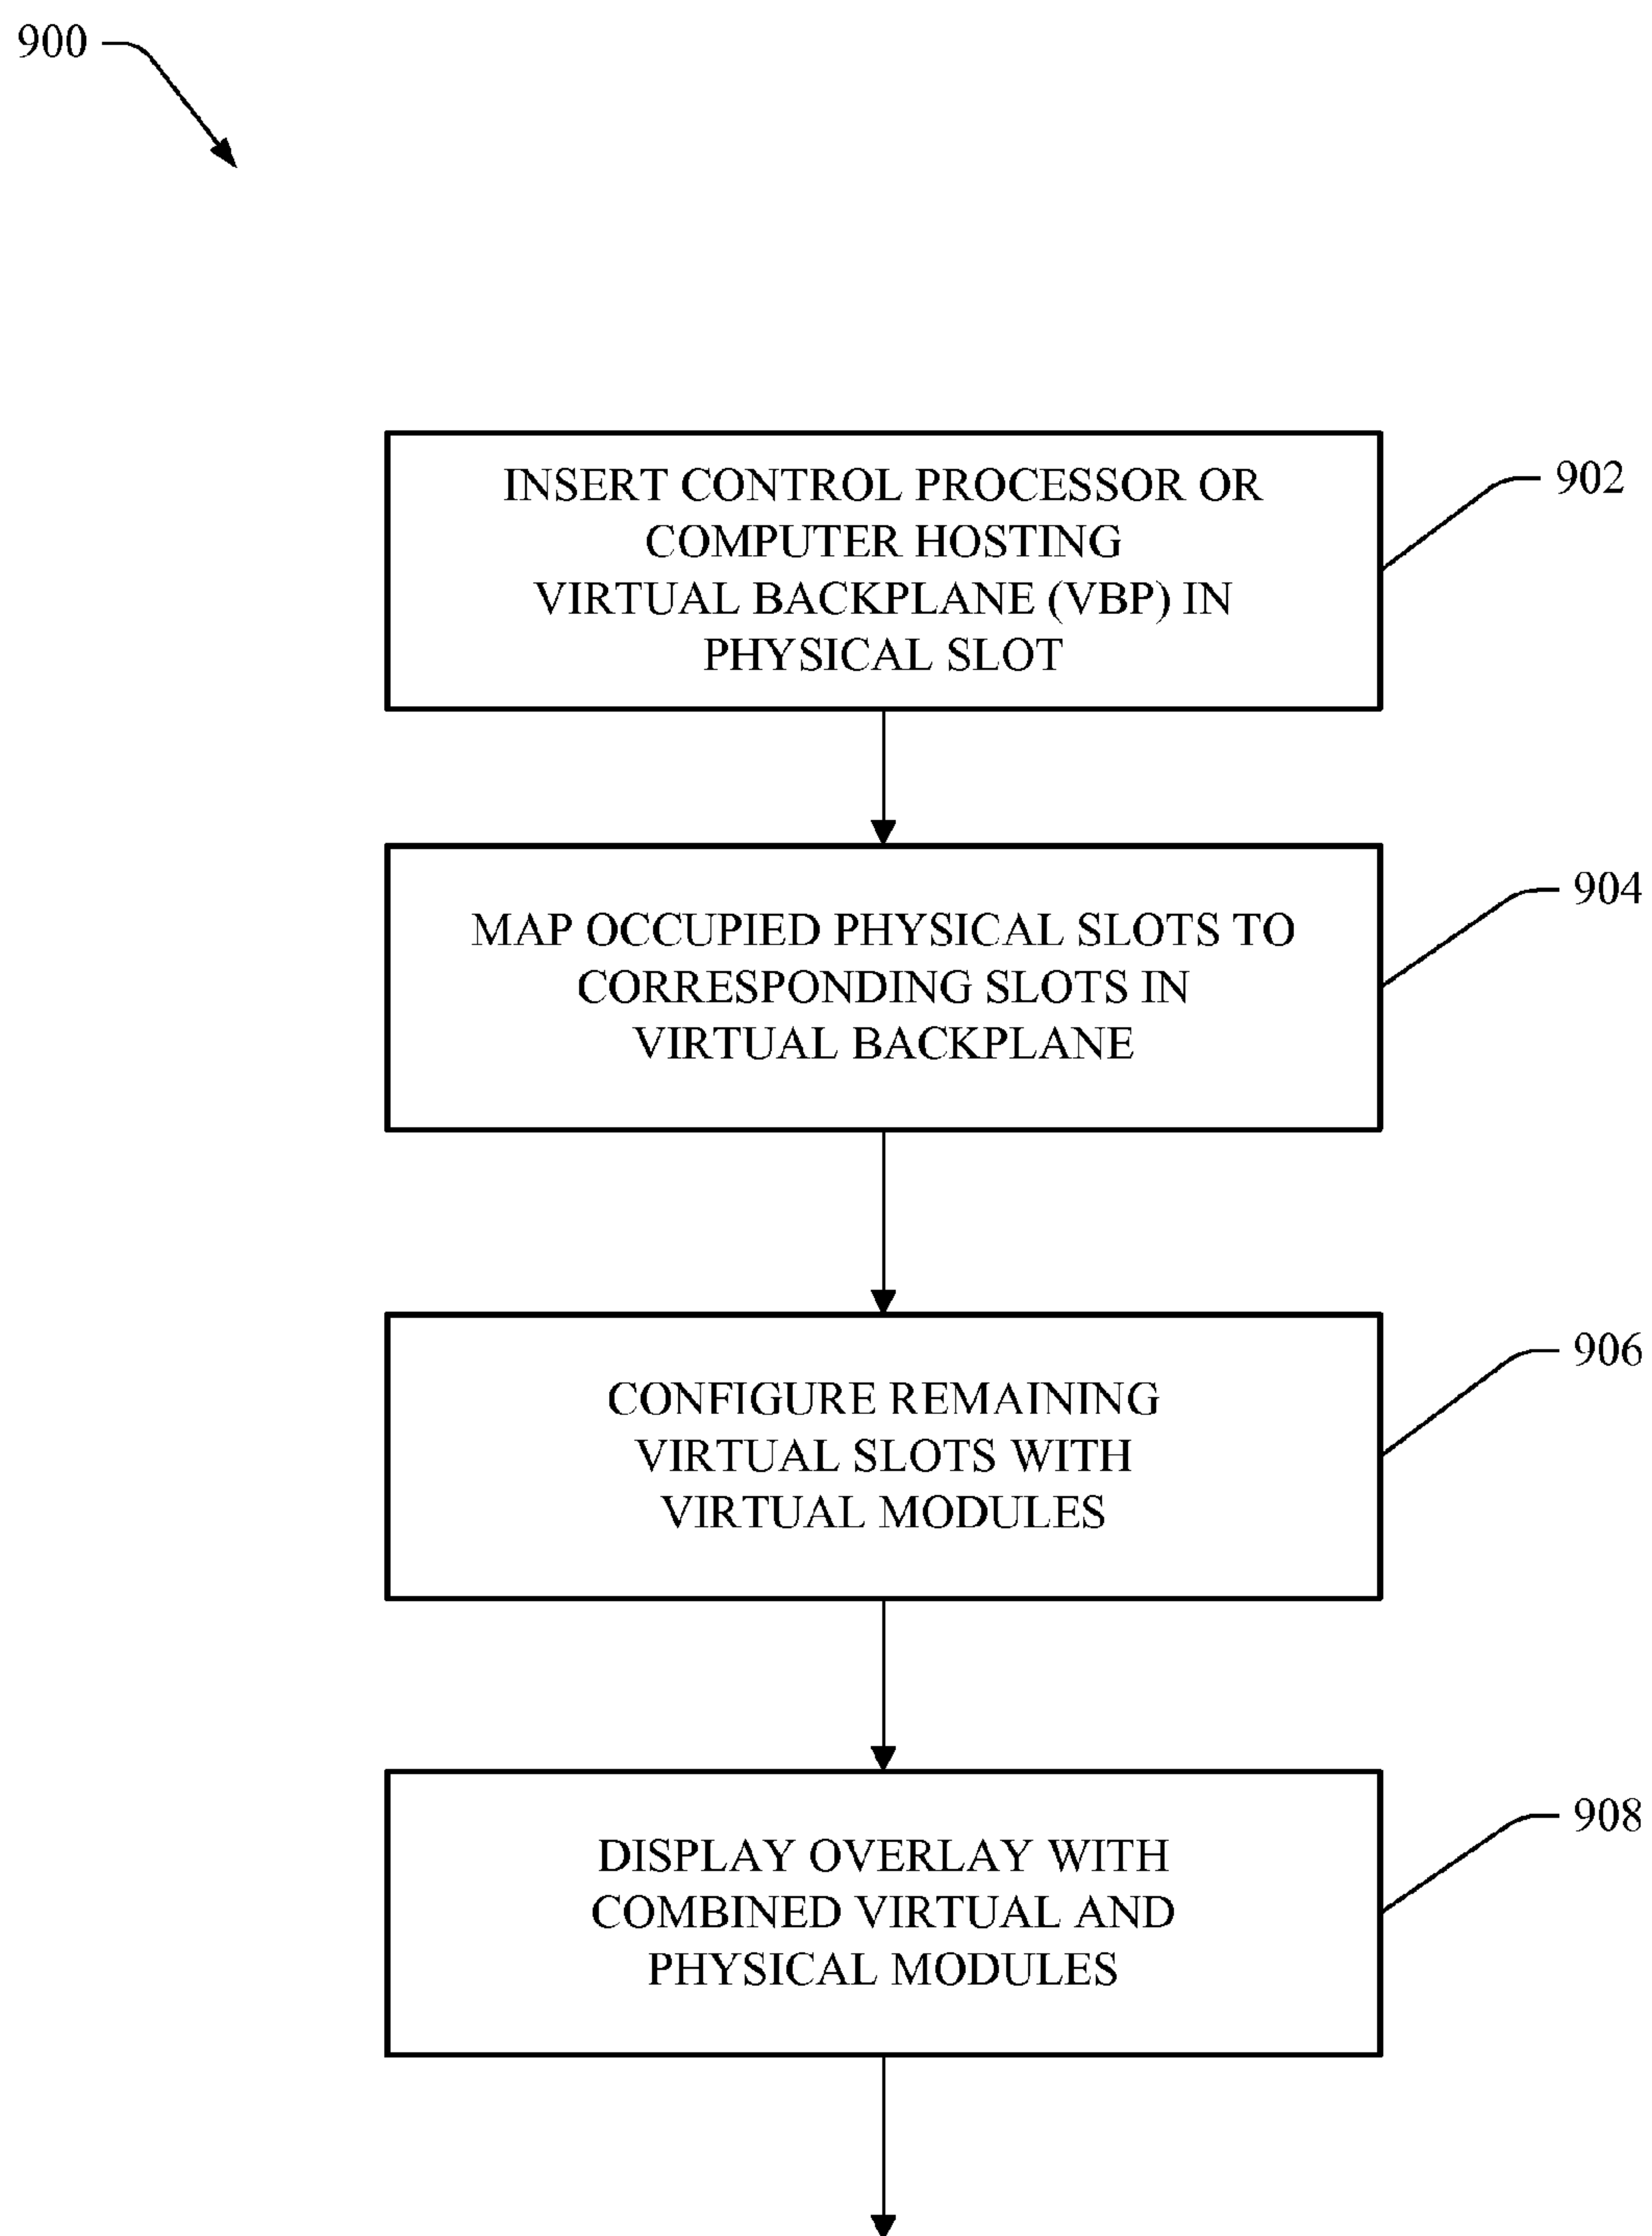 900
INSERT CONTROL PROCESSOR OR
COMPUTER HOSTING
VIRTUAL BACKPLANE (VBP) IN
PHYSICAL SLOT
902
MAP OCCUPIED PHYSICAL SLOTS TO
CORRESPONDING SLOTS IN
VIRTUAL BACKPLANE
904
CONFIGURE REMAINING
VIRTUAL SLOTS WITH
VIRTUAL MODULES
906
DISPLAY OVERLAY WITH
COMBINED VIRTUAL AND
PHYSICAL MODULES
908